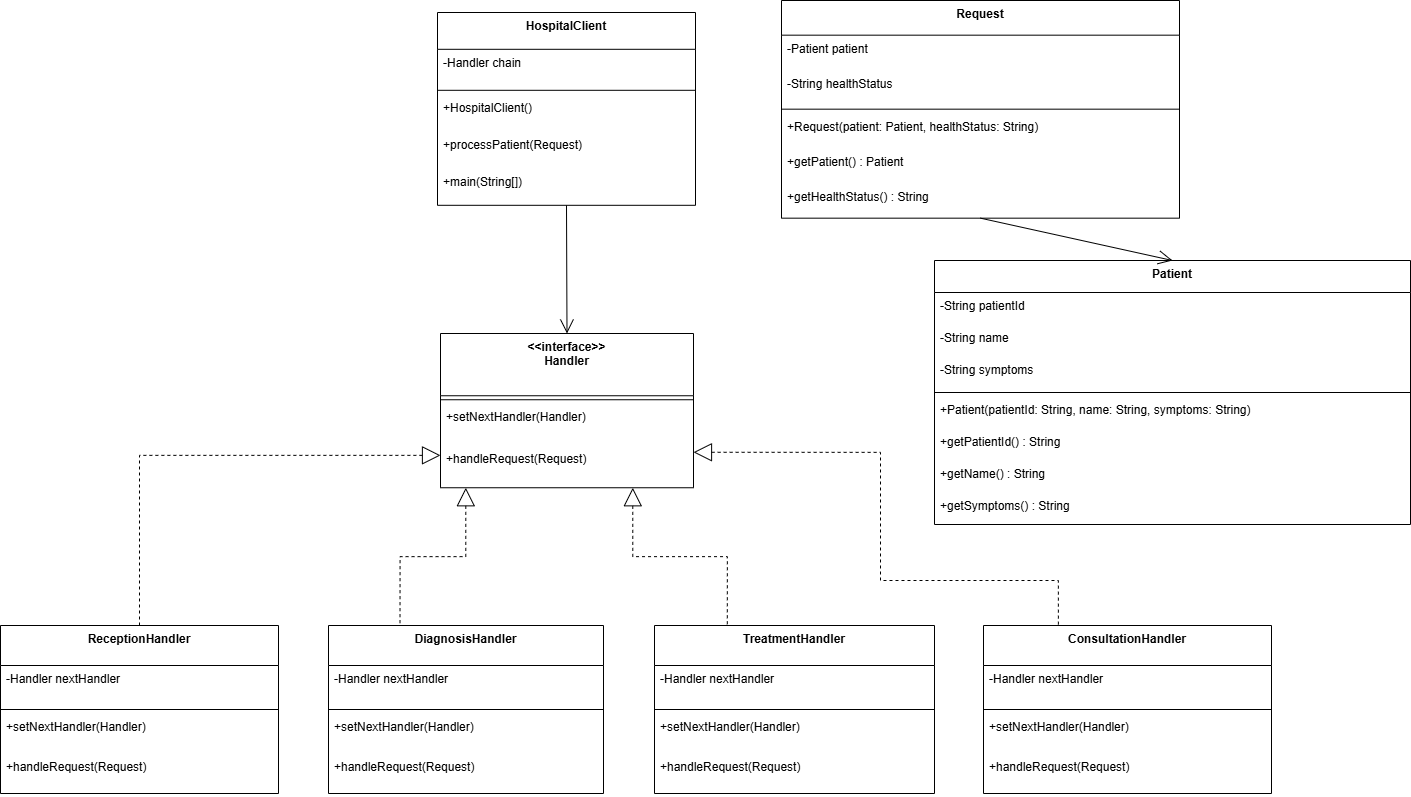 HospitalClient
-Handler chain
+HospitalClient()
+processPatient(Request)
+main(String[])
Request
-Patient patient
-String healthStatus
+Request(patient: Patient, healthStatus: String)
+getPatient() : Patient
+getHealthStatus() : String
Patient
-String patientId
-String name
-String symptoms
+Patient(patientId: String, name: String, symptoms: String)
+getPatientId() : String
+getName() : String
+getSymptoms() : String
<<interface>>
Handler
+setNextHandler(Handler)
+handleRequest(Request)
ReceptionHandler
-Handler nextHandler
+setNextHandler(Handler)
+handleRequest(Request)
DiagnosisHandler
-Handler nextHandler
+setNextHandler(Handler)
+handleRequest(Request)
TreatmentHandler
-Handler nextHandler
+setNextHandler(Handler)
+handleRequest(Request)
ConsultationHandler
-Handler nextHandler
+setNextHandler(Handler)
+handleRequest(Request)